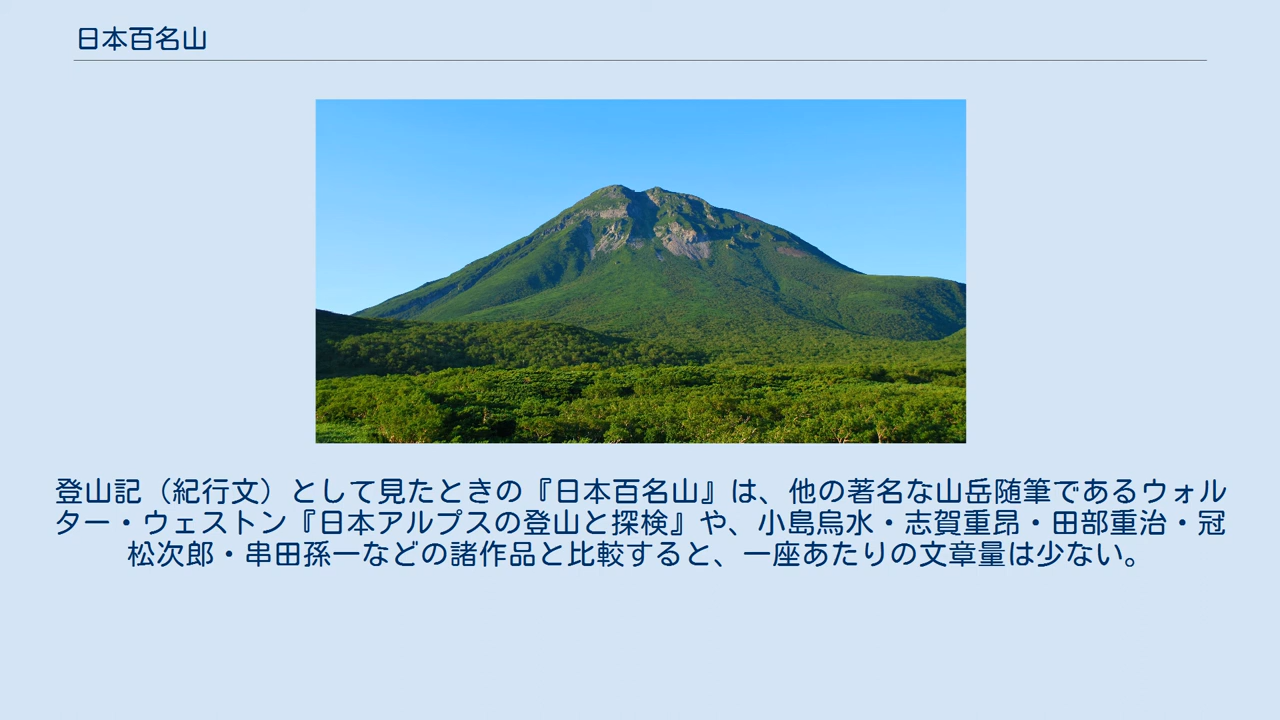 日本百名山
登山記（紀行文）として見たときの『日本百名山』は、他の著名な山岳随筆であるウォル
ター・ウェストン『日本アルプスの登山と探検』や、小島烏水・志賀重昂・田部重治・冠
松次郎・串田孫一などの諸作品と比較すると、一座あたりの文章量は少ない。